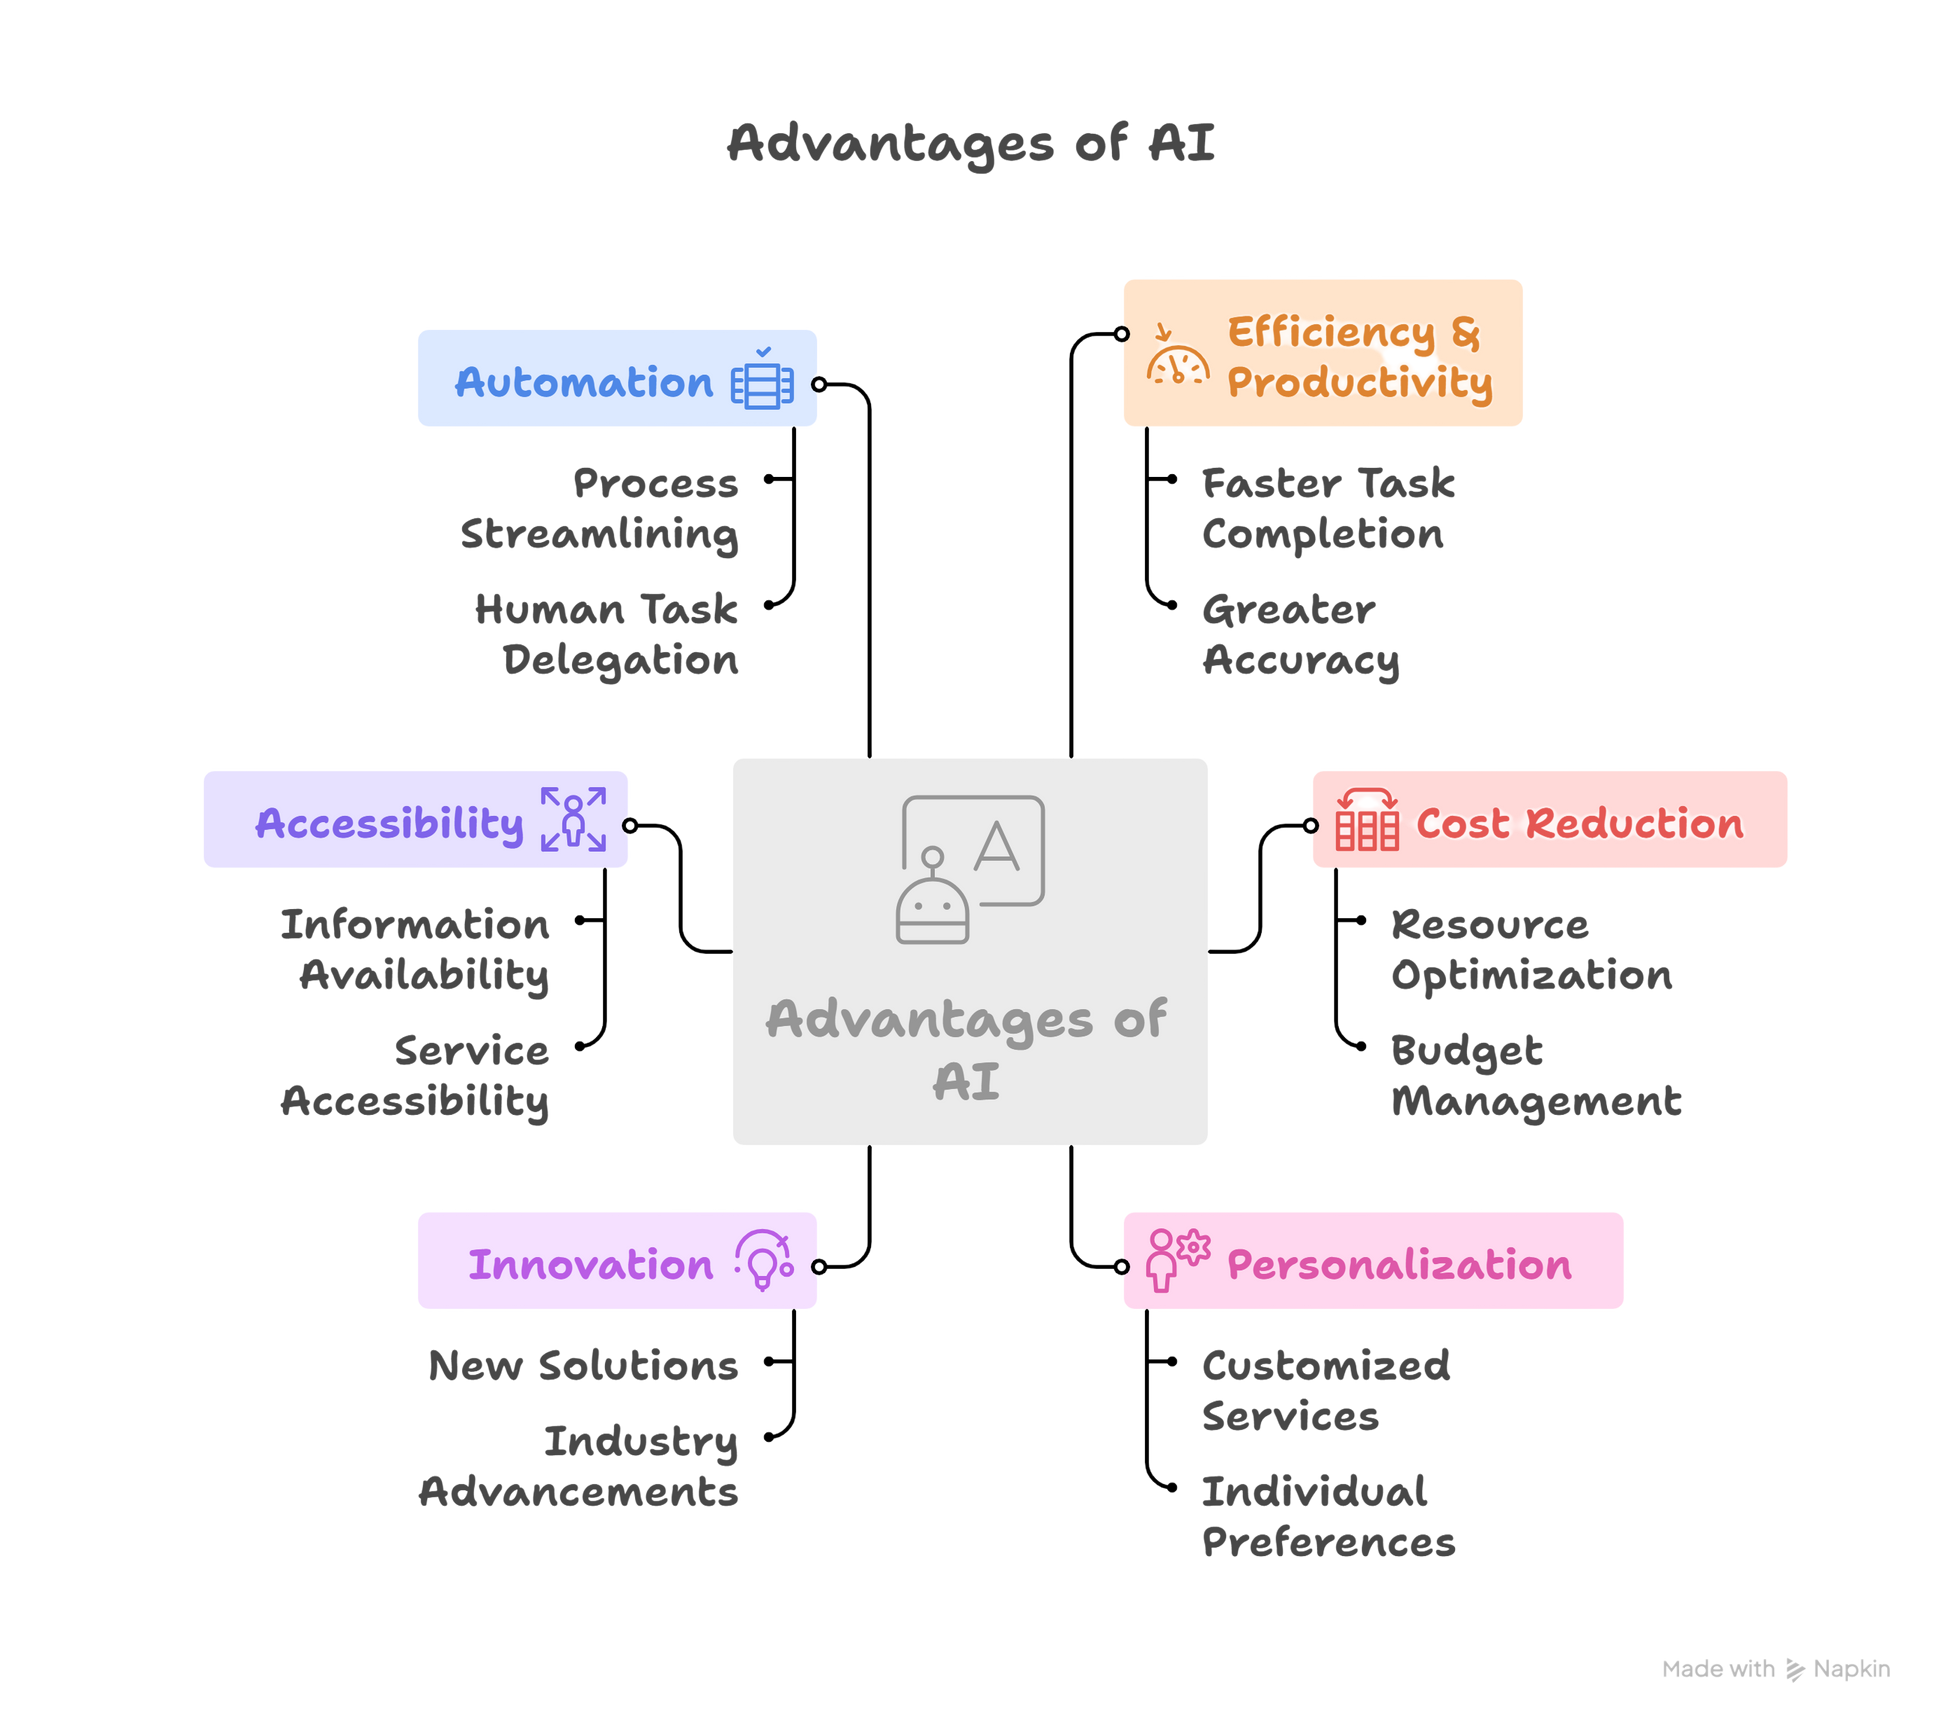 Advantages of AI
Automation
Process
Streamlining
Human Task
Delegation
Efficiency &
Productivity
Faster Task
Completion
Greater
Accuracy
Accessibility
Information
Availability
Service
Accessibility
A
Advantages of
AI
Cost Reduction
Resource
Optimization
Budget
Management
Innovation
New Solutions
Industry
Advancements
Personalization
Customized
Services
Individual
Preferences
Made with Napkin